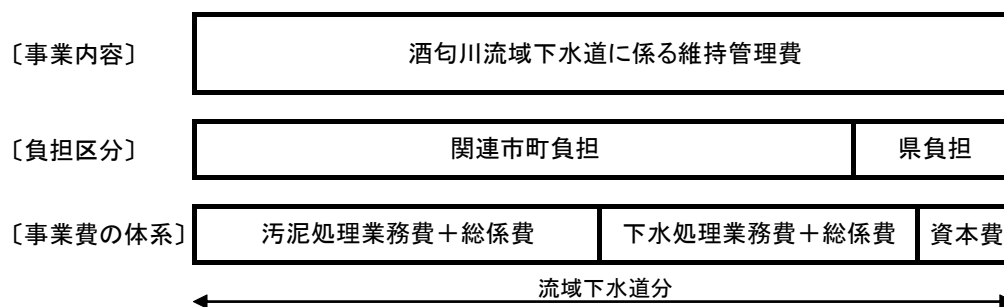 〔事業内容〕 酒匂川流域下水道に係る維持管理費
〔負担区分〕 関連市町負担 県負担
〔事業費の体系〕 汚泥処理業務費＋総係費 下水処理業務費＋総係費 資本費
流域下水道分